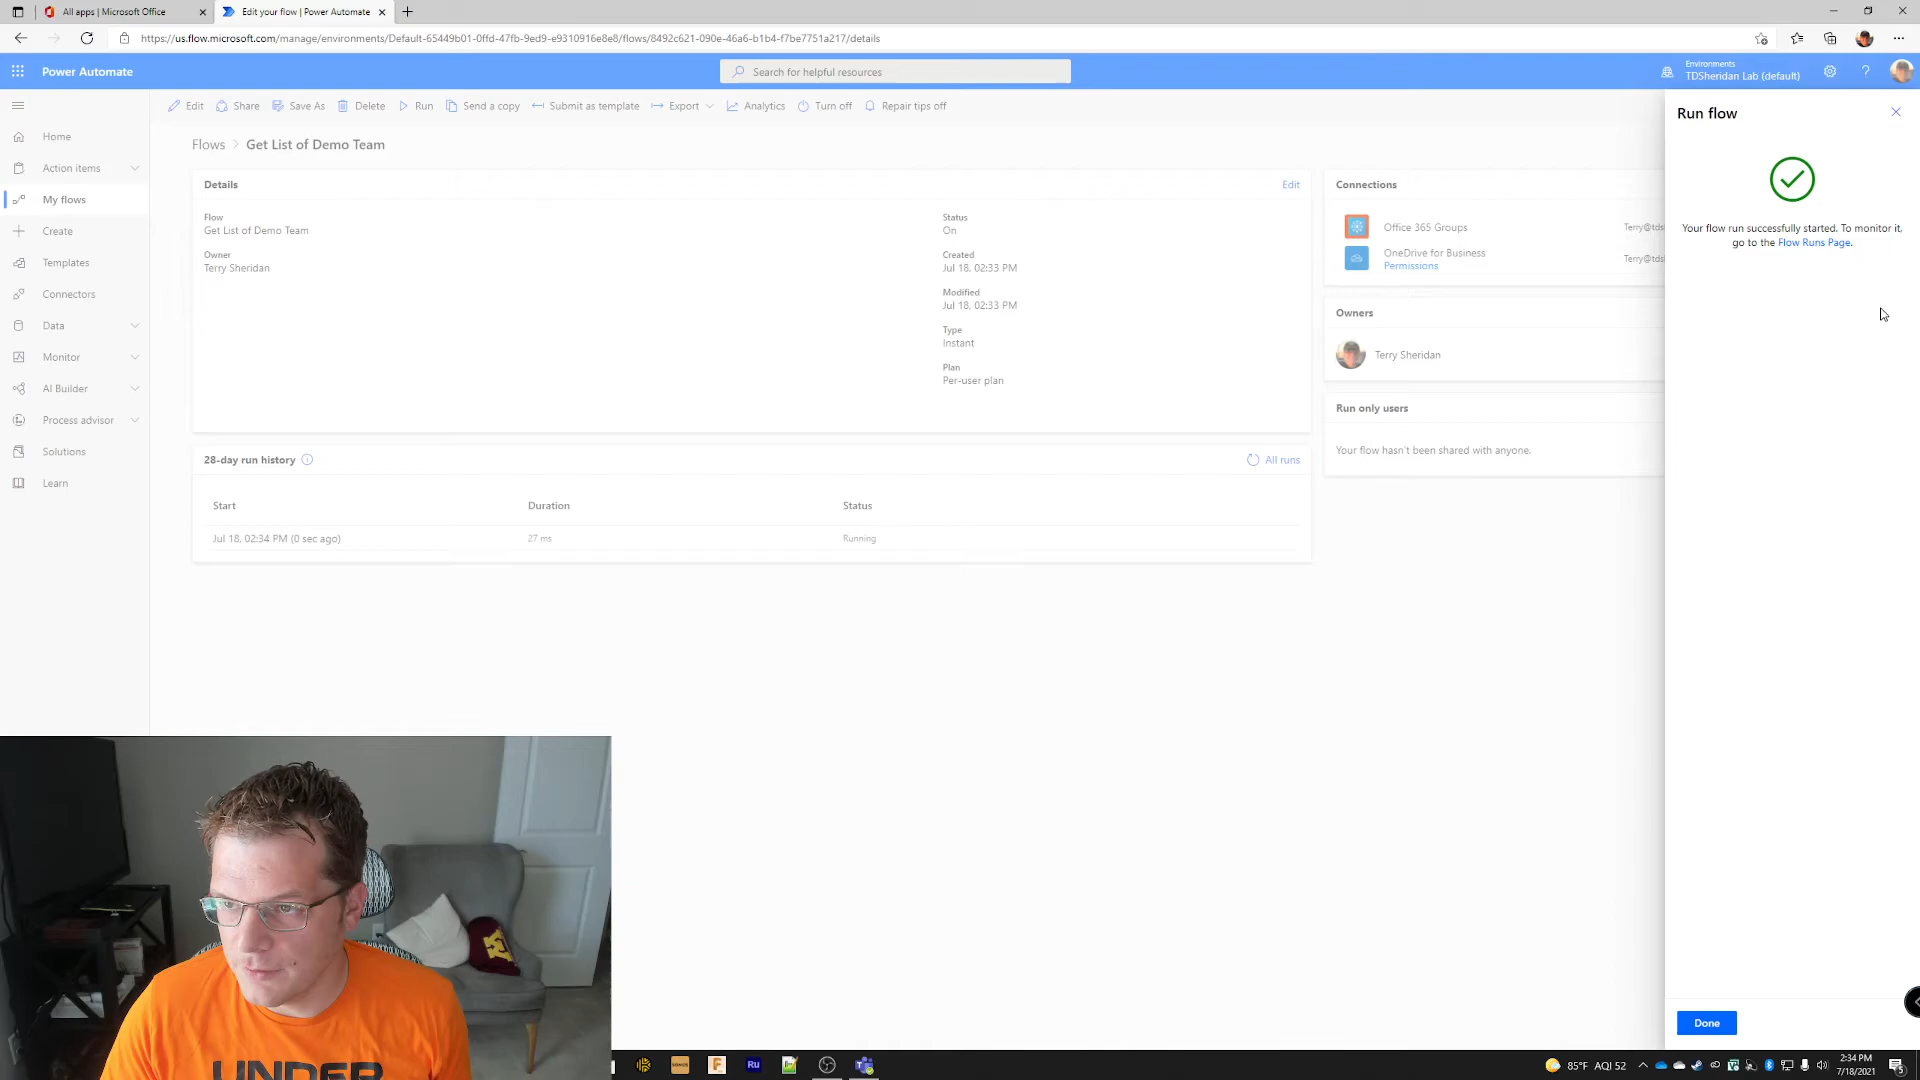 All apps | Microsoft Office
Edit your flow | Power Automate
https://us.flow.microsoft.com/manage/environments/Default-65449b01-0ffd-47fb-9ed9-e9310916e8e8/flows/8492c621-090e-46a6-b1b4-f7be7751a217/details
Power Automate
Search for helpful resources
Environments
TDSheridan Lab (default)
Edit
Share
Save As
Delete
Run
Send a copy
Submit as template
Export
Analytics
Turn off
Repair tips off
Home
Action items
My flows
Create
Templates
Connectors
Data
Monitor
AI Builder
Process advisor
Solutions
Learn
Flows > Get List of Demo Team
Details
Edit
Flow
Get List of Demo Team
Owner
Terry Sheridan
Status
On
Created
Jul 18, 02:33 PM
Modified
Jul 18, 02:33 PM
Type
Instant
Plan
Per-user plan
28-day run history
All runs
Start Duration Status
Jul 18, 02:34 PM (0 sec ago) 27 ms Running
Connections
Office 365 Groups Terry@tds
OneDrive for Business Terry@tds
Permissions
Owners
Terry Sheridan
Run only users
Your flow hasn't been shared with anyone.
Run flow
Your flow run successfully started. To monitor it,
go to the Flow Runs Page.
Done
UNDER
Ru
85°F AQI 52
2:34 PM
7/18/2021
5